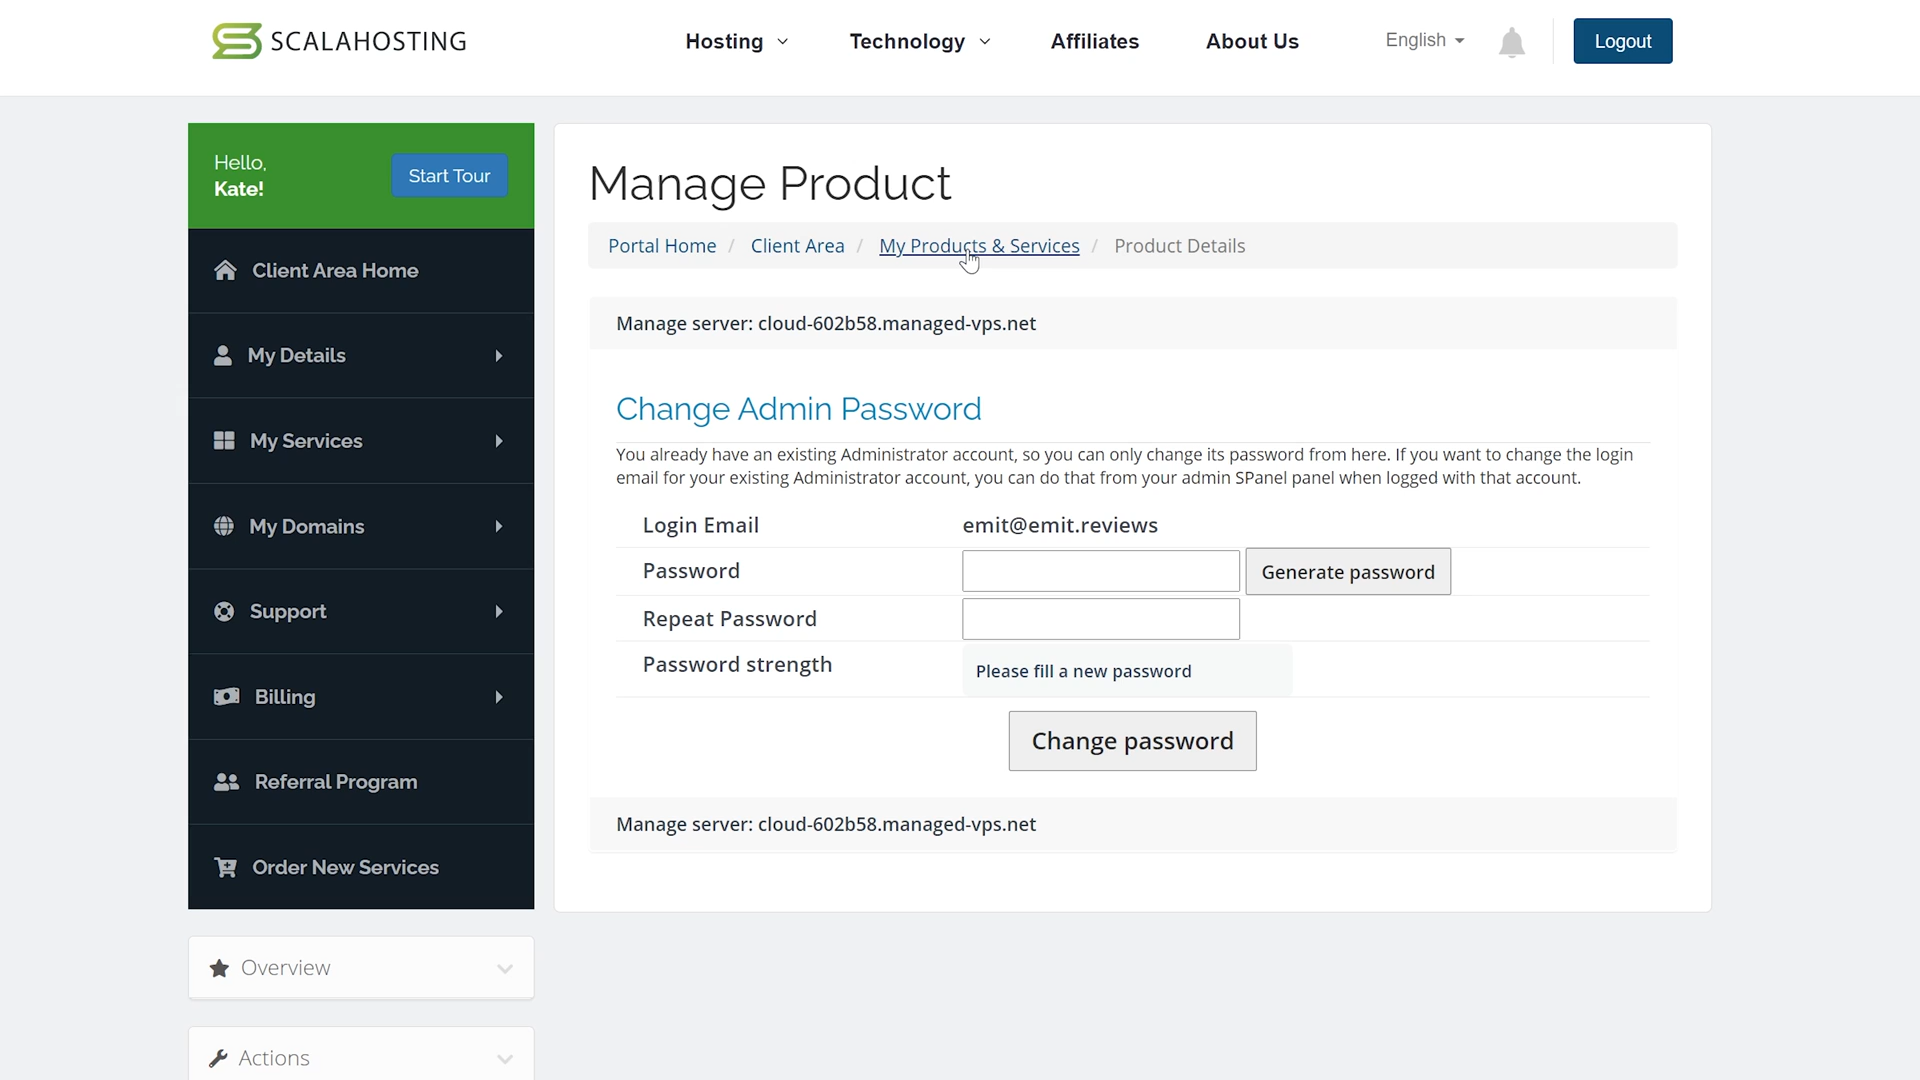 SCALAHOSTING
Hosting
Technology
Affiliates
About Us
English
Logout
Hello,
Kate!
Start Tour
Client Area Home
My Details
My Services
My Domains
Support
Billing
Referral Program
Order New Services
Overview
Actions
Manage Product
Portal Home / Client Area / My Products & Services / Product Details
Manage server: cloud-602b58.managed-vps.net
Change Admin Password
You already have an existing Administrator account, so you can only change its password from here. If you want to change the login
email for your existing Administrator account, you can do that from your admin SPanel panel when logged with that account.
Login Email emit@emit.reviews
Password Generate password
Repeat Password
Password strength Please fill a new password
Change password
Manage server: cloud-602b58.managed-vps.net